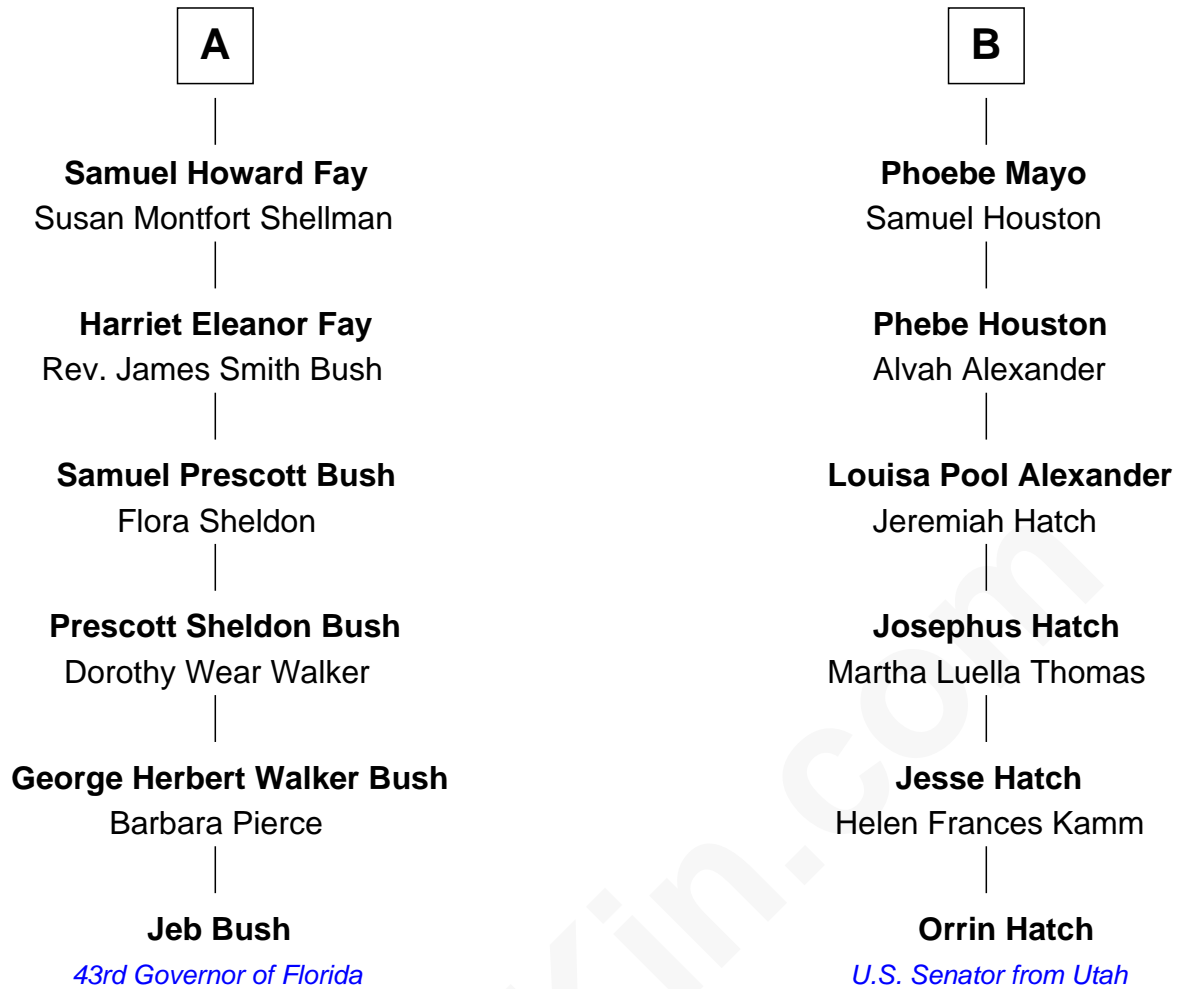 A
Samuel Howard Fay
Susan Montfort Shellman
Harriet Eleanor Fay
Rev. James Smith Bush
Samuel Prescott Bush
Flora Sheldon
Prescott Sheldon Bush
Dorothy Wear Walker
George Herbert Walker Bush
Barbara Pierce
Jeb Bush
43rd Governor of Florida
B
Phoebe Mayo
Samuel Houston
Phebe Houston
Alvah Alexander
Louisa Pool Alexander
Jeremiah Hatch
Josephus Hatch
Martha Luella Thomas
Jesse Hatch
Helen Frances Kamm
Orrin Hatch
U.S. Senator from Utah